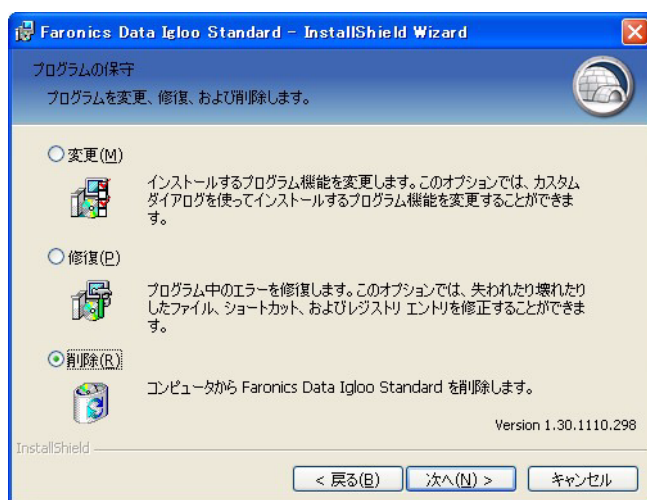 Faronics Data Igloo Standard - InstallShield Wizard
プログラムの保守
プログラムを変更、修復、および削除します。
変更(M)
インストールするプログラム機能を変更します。このオプションでは、カスタム
ダイアログを使ってインストールするプログラム機能を変更することができま
す。
修復(P)
プログラム中のエラーを修復します。このオプションでは、失われたり壊れたり
したファイル、ショートカット、およびレジストリ エントリを修正することができま
す。
削除(R)
コンピュータから Faronics Data Igloo Standard を削除します。
Version 1.30.1110.298
InstallShield
< 戻る(B)
次へ(N) >
キャンセル